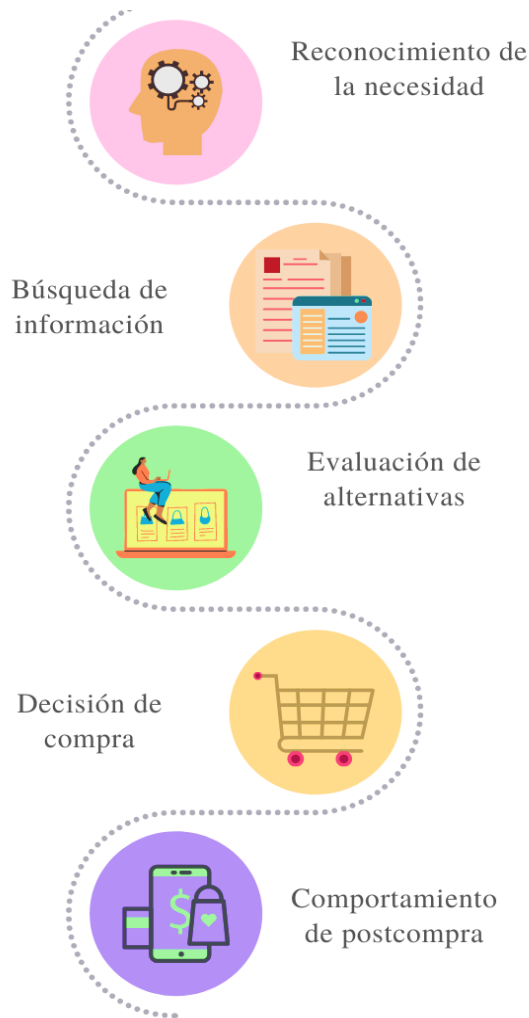 Reconocimiento de
la necesidad
Búsqueda de
información
Evaluación de
alternativas
Decisión de
compra
Comportamiento
de postcompra